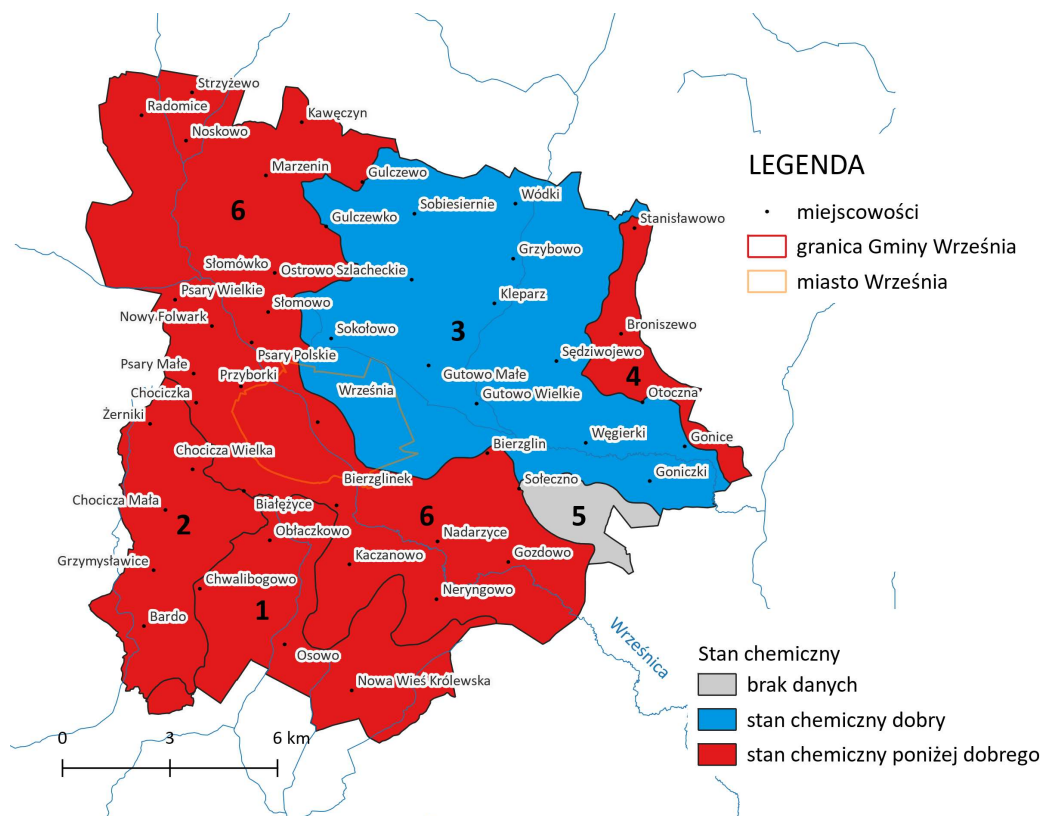 Strzyżewo
Radomice
Kawęczyn
Noskowo
Marzenin
Gulczewo
Wódki
Sobiesiernie
6
Gulczewko
Stanisławowo
Grzybowo
Słomówko
Ostrowo Szlacheckie
Psary Wielkie
Kleparz
Słomowo
Nowy Folwark
Sokołowo
3
Broniszewo
Psary Polskie
Sędziwojewo
Psary Małe
Przyborki
Gutowo Małe
4
Chociczka
Września
Gutowo Wielkie
Otoczna
Żerniki
Węgierki
Bierzglin
Gonice
Chocicza Wielka
Bierzglinek
Sołeczno
Goniczki
Chocicza Mała
Białężyce
2
6
5
Obłaczkowo
Nadarzyce
Grzymysławice
Kaczanowo
Gozdowo
Chwalibogowo
Neryngowo
1
Bardo
Osowo
Nowa Wieś Królewska
Wrześnica
0 3 6 km
LEGENDA
miejscowości
granica Gminy Września
miasto Września
Stan chemiczny
brak danych
stan chemiczny dobry
stan chemiczny poniżej dobrego